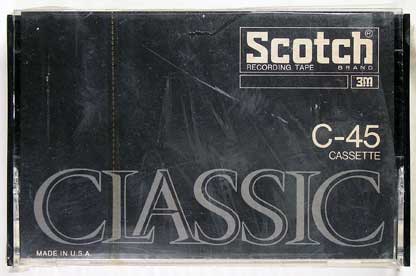 Scotch®
RECORDING TAPE BRAND
3M
C-45
CASSETTE
CLASSIC
MADE IN U.S.A.